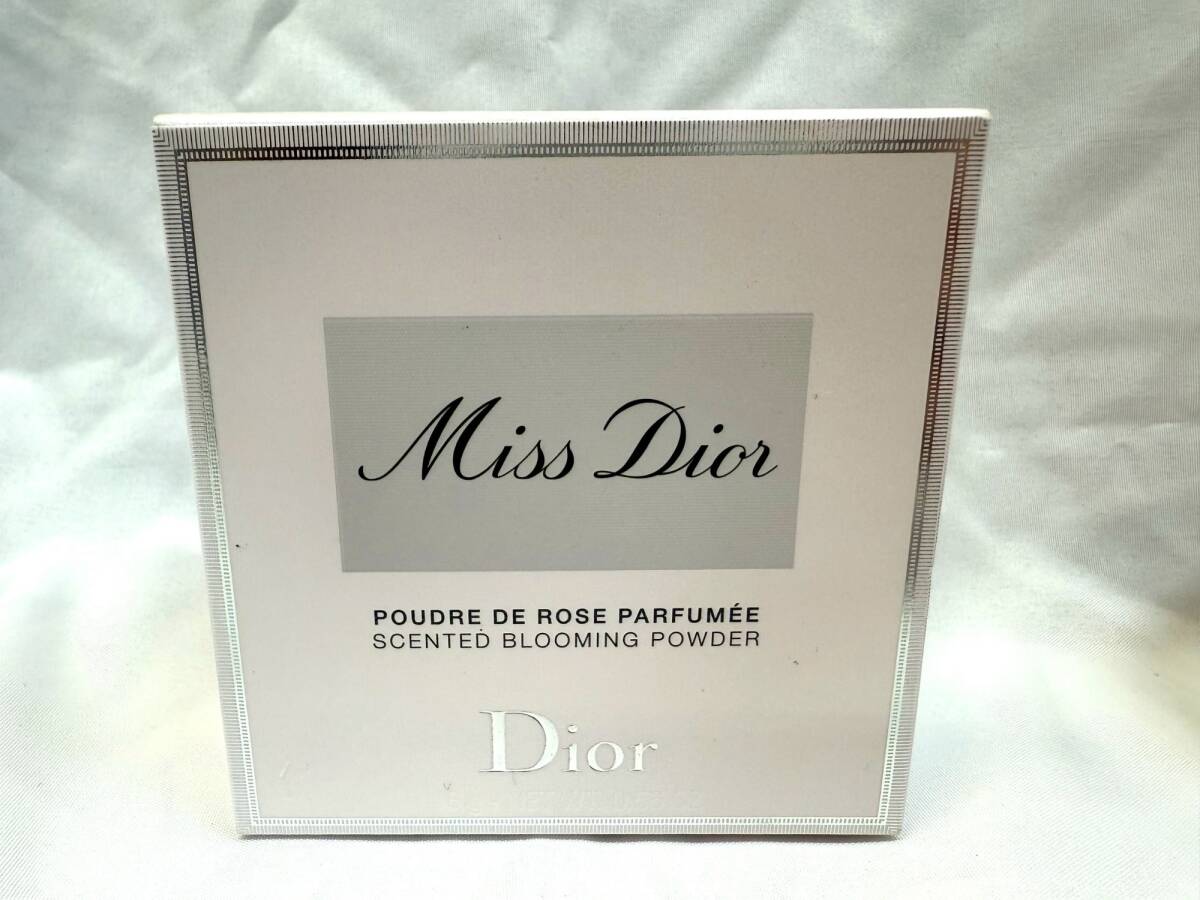 Miss Dior
POUDRE DE ROSE PARFUMÉE
SCENTED BLOOMING POWDER
Dior